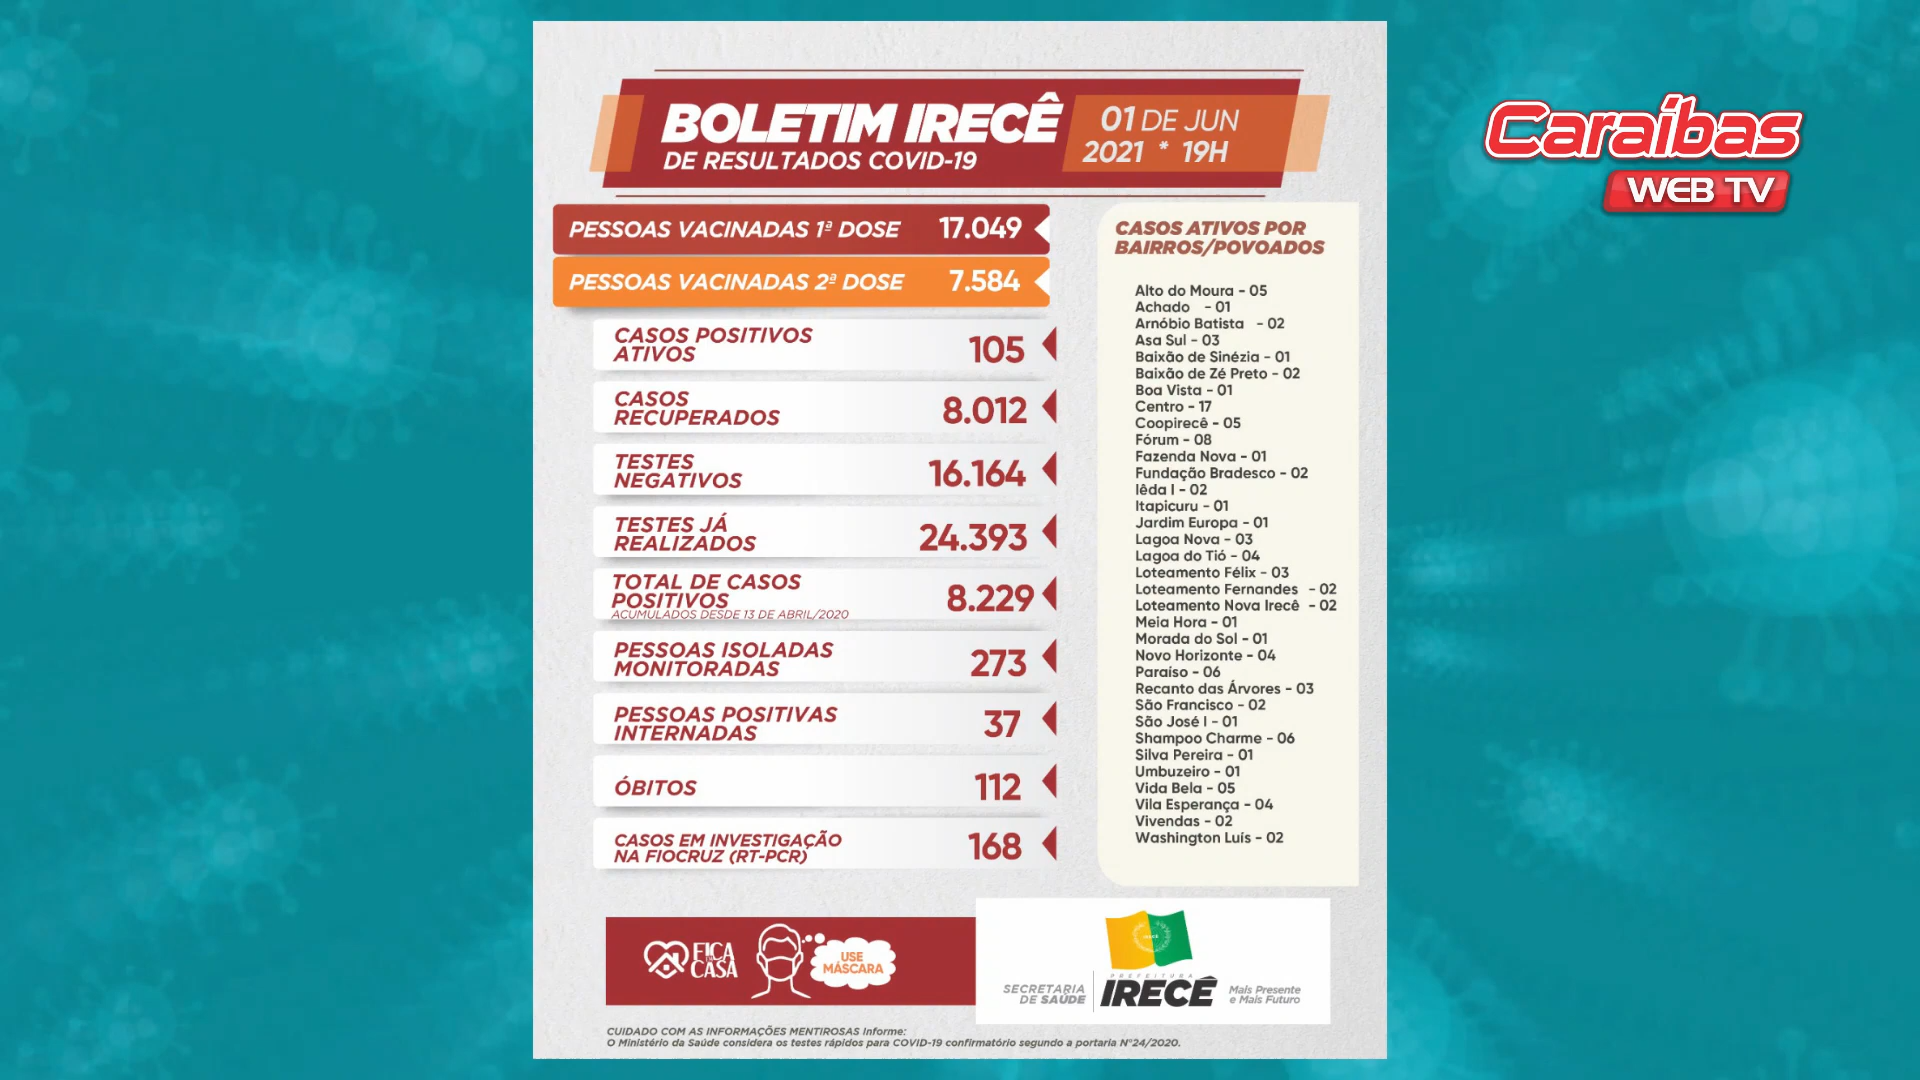 BOLETIM IRECÊ
DE RESULTADOS COVID-19
01 DE JUN
2021 * 19H
Caraíbas
WEB TV
PESSOAS VACINADAS 1ª DOSE 17.049
PESSOAS VACINADAS 2ª DOSE 7.584
CASOS POSITIVOS
ATIVOS
105
CASOS
RECUPERADOS
8.012
TESTES
NEGATIVOS
16.164
TESTES JÁ
REALIZADOS
24.393
TOTAL DE CASOS
POSITIVOS
ACUMULADOS DESDE 13 DE ABRIL/2020
8.229
PESSOAS ISOLADAS
MONITORADAS
273
PESSOAS POSITIVAS
INTERNADAS
37
ÓBITOS
112
CASOS EM INVESTIGAÇÃO
NA FIOCRUZ (RT-PCR)
168
CASOS ATIVOS POR
BAIRROS/POVOADOS
Alto do Moura - 05
Achado - 01
Arnóbio Batista - 02
Asa Sul - 03
Baixão de Sinézia - 01
Baixão de Zé Preto - 02
Boa Vista - 01
Centro - 17
Coopirecê - 05
Fórum - 08
Fazenda Nova - 01
Fundação Bradesco - 02
Iêda I - 02
Itapicuru - 01
Jardim Europa - 01
Lagoa Nova - 03
Lagoa do Tió - 04
Loteamento Félix - 03
Loteamento Fernandes - 02
Loteamento Nova Irecê - 02
Meia Hora - 01
Morada do Sol - 01
Novo Horizonte - 04
Paraíso - 06
Recanto das Árvores - 03
São Francisco - 02
São José I - 01
Shampoo Charme - 06
Silva Pereira - 01
Umbuzeiro - 01
Vida Bela - 05
Vila Esperança - 04
Vivendas - 02
Washington Luís - 02
FICA
EM
CASA
USE
MÁSCARA
SECRETARIA
DE SAÚDE
PREFEITURA
IRECÊ
Mais Presente
e Mais Futuro
CUIDADO COM AS INFORMAÇÕES MENTIROSAS Informe:
O Ministério da Saúde considera os testes rápidos para COVID-19 confirmatório segundo a portaria N°24/2020.